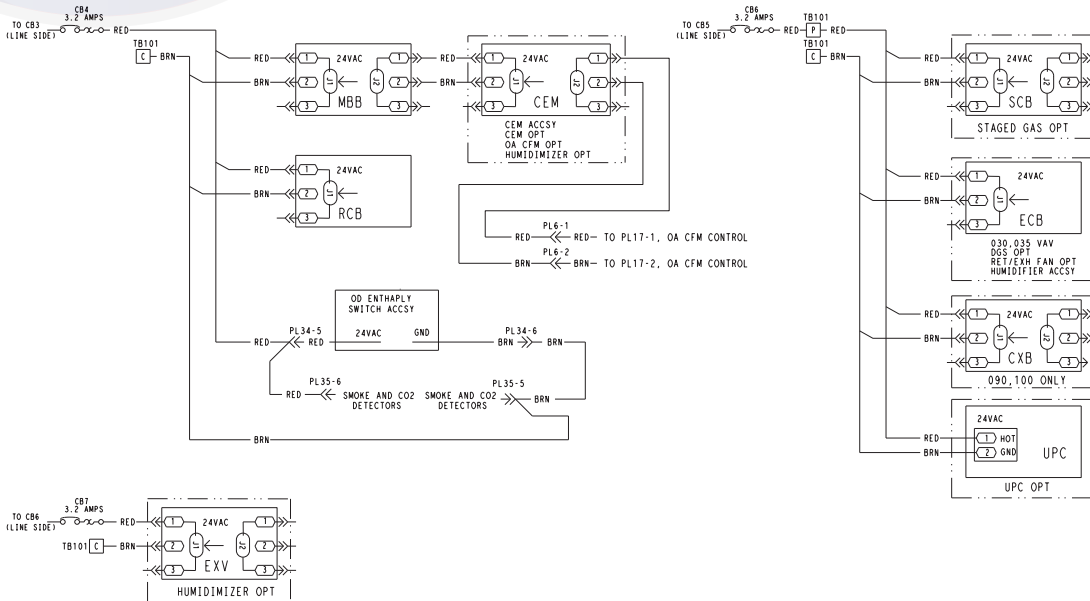 CB4
3.2 AMPS
TO CB3
(LINE SIDE)
RED
TB101
C
BRN
RED
1
24VAC
1
RED
1
24VAC
1
BRN
2
J1
J2
2
BRN
2
J1
J2
2
3
MBB
3
3
CEM
3
CEM ACCSY
CEM OPT
OA CFM OPT
HUMIDIMIZER OPT
RED
1
24VAC
BRN
2
J1
3
RCB
PL6-1
RED
RED
TO PL17-1, OA CFM CONTROL
PL6-2
BRN
BRN
TO PL17-2, OA CFM CONTROL
OD ENTHAPLY
SWITCH ACCSY
PL34-5
24VAC
GND
PL34-6
RED
RED
BRN
BRN
PL35-6
PL35-5
RED
SMOKE AND CO2
DETECTORS
SMOKE AND CO2
DETECTORS
BRN
BRN
CB7
3.2 AMPS
TO CB6
(LINE SIDE)
RED
1
24VAC
1
TB101
C
BRN
2
J1
J2
2
3
EXV
3
HUMIDIMIZER OPT
CB6
3.2 AMPS
TO CB5
(LINE SIDE)
RED
TB101
P
RED
TB101
C
BRN
RED
1
24VAC
1
BRN
2
J1
J2
2
3
SCB
3
STAGED GAS OPT
RED
1
24VAC
BRN
2
J1
3
ECB
030,035 VAV
DGS OPT
RET/EXH FAN OPT
HUMIDIFIER ACCSY
RED
1
24VAC
1
BRN
2
J1
J2
2
3
CXB
3
090,100 ONLY
24VAC
RED
1
HOT
BRN
2
GND
UPC
UPC OPT